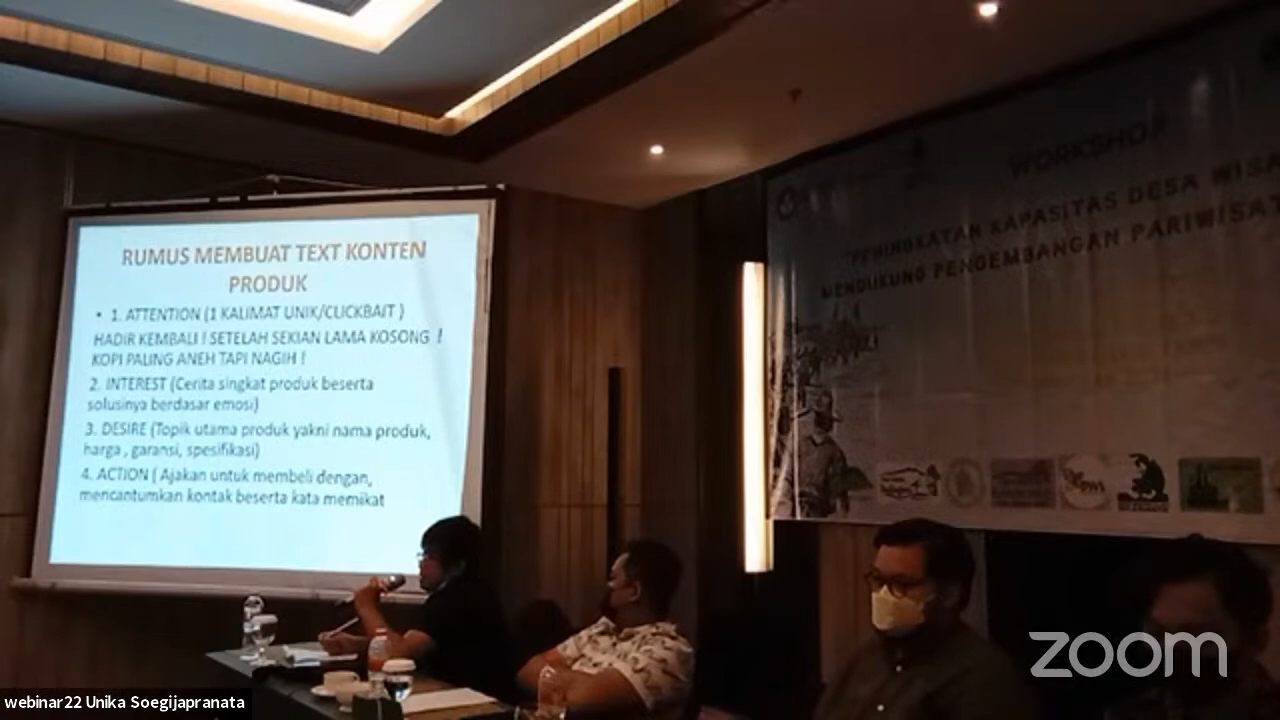 RUMUS MEMBUAT TEXT KONTEN
PRODUK
• 1. ATTENTION (1 KALIMAT UNIK/CLICKBAIT )
HADIR KEMBALI ! SETELAH SEKIAN LAMA KOSONG !
KOPI PALING ANEH TAPI NAGIH !
2. INTEREST (Cerita singkat produk beserta
solusinya berdasar emosi)
3. DESIRE (Topik utama produk yakni nama produk,
harga , garansi, spesifikasi)
4. ACTION ( Ajakan untuk membeli dengan,
mencantumkan kontak beserta kata memikat
WORKSHOP
"PENINGKATAN KAPASITAS DESA WISA
MENDUKUNG PENGEMBANGAN PARIWISAT
zoom
webinar22 Unika Soegijapranata